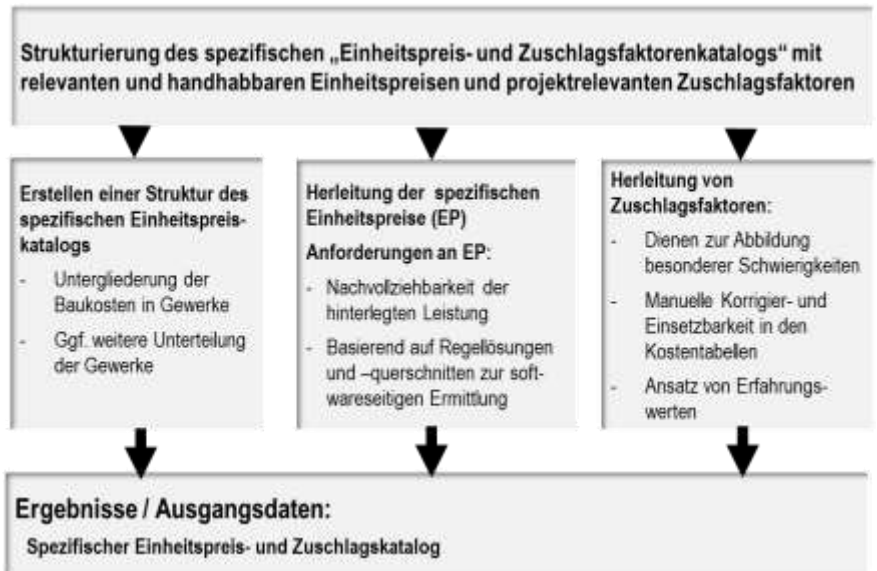 Strukturierung des spezifischen „Einheitspreis- und Zuschlagsfaktorenkatalogs“ mit
relevanten und handhabbaren Einheitspreisen und projektrelevanten Zuschlagsfaktoren
Erstellen einer Struktur des
spezifischen Einheitspreis-
katalogs
- Untergliederung der
Baukosten in Gewerke
- Ggf. weitere Unterteilung
der Gewerke
Herleitung der spezifischen
Einheitspreise (EP)
Anforderungen an EP:
- Nachvollziehbarkeit der
hinterlegten Leistung
- Basierend auf Regellösungen
und –querschnitten zur soft-
wareseitigen Ermittlung
Herleitung von
Zuschlagsfaktoren:
- Dienen zur Abbildung
besonderer Schwierigkeiten
- Manuelle Korrigier- und
Einsetzbarkeit in den
Kostentabellen
- Ansatz von Erfahrungs-
werten
Ergebnisse / Ausgangsdaten:
Spezifischer Einheitspreis- und Zuschlagskatalog